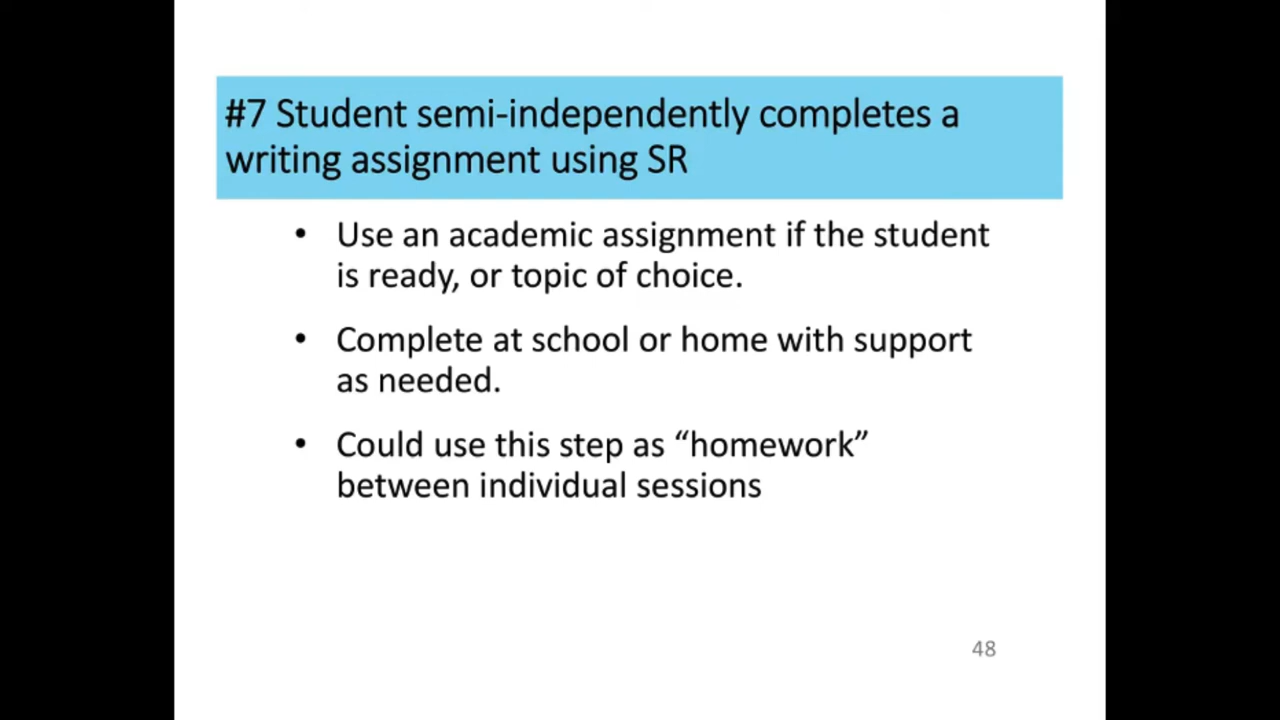 #7 Student semi-independently completes a
writing assignment using SR
• Use an academic assignment if the student
is ready, or topic of choice.
• Complete at school or home with support
as needed.
• Could use this step as “homework”
between individual sessions
48